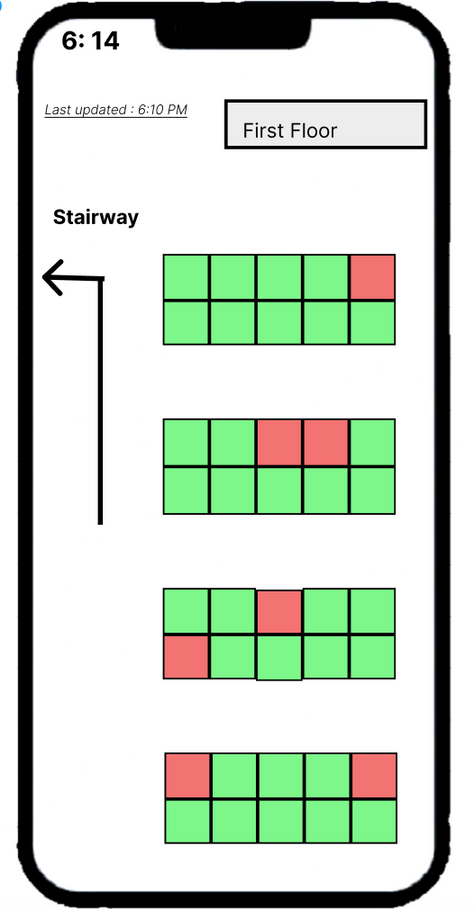 6: 14
Last updated : 6:10 PM
First Floor
Stairway